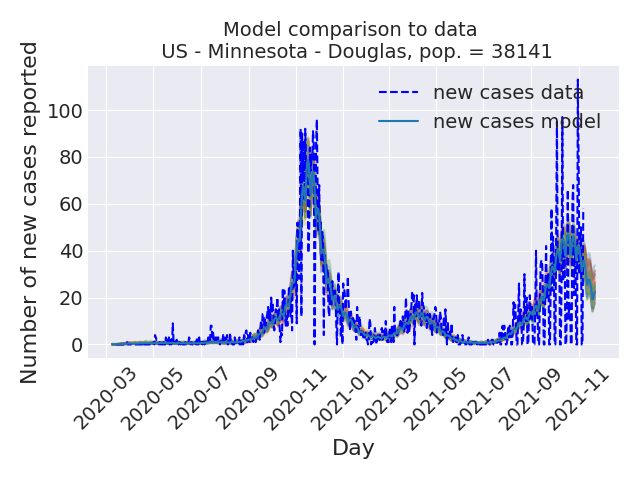 Model comparison to data
US - Minnesota - Douglas, pop. = 38141
Number of new cases reported
100
80
60
40
20
0
new cases data
new cases model
2020-03
2020-05
2020-07
2020-09
2020-11
2021-01
2021-03
2021-05
2021-07
2021-09
2021-11
Day